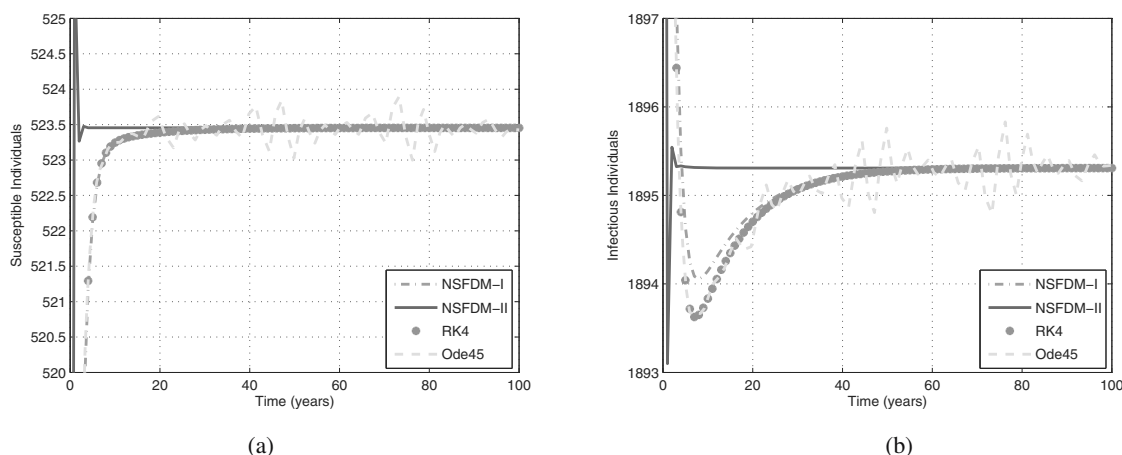 525
524.5
524
523.5
523
522.5
522
521.5
521
520.5
520
Susceptible Individuals
0 20 40 60 80 100
Time (years)
NSFDM-I
NSFDM-II
RK4
Ode45
(a)
1897
1896
1895
1894
1893
Infectious Individuals
0 20 40 60 80 100
Time (years)
NSFDM-I
NSFDM-II
RK4
Ode45
(b)